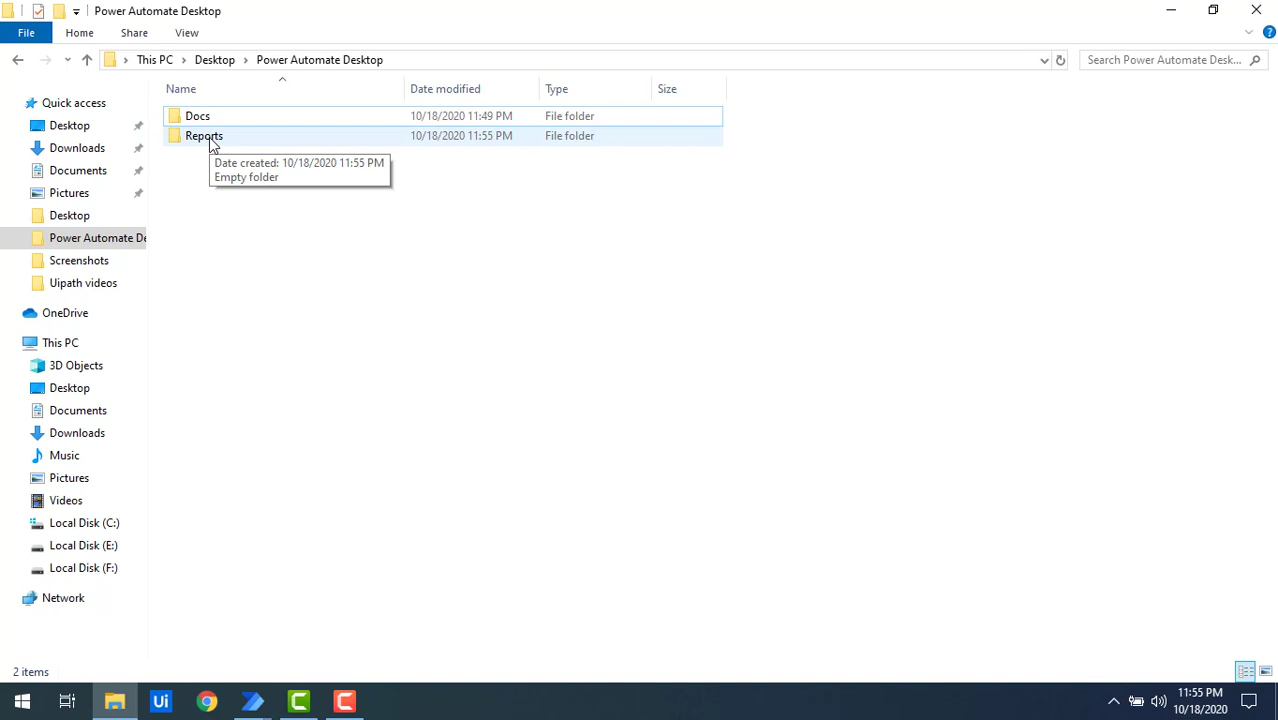 Power Automate Desktop
File Home Share View
This PC Desktop Power Automate Desktop Search Power Automate Desk...
Name Date modified Type Size
Docs 10/18/2020 11:49 PM File folder
Reports 10/18/2020 11:55 PM File folder
Date created: 10/18/2020 11:55 PM
Empty folder
Quick access
Desktop
Downloads
Documents
Pictures
Desktop
Power Automate De
Screenshots
Uipath videos
OneDrive
This PC
3D Objects
Desktop
Documents
Downloads
Music
Pictures
Videos
Local Disk (C:)
Local Disk (E:)
Local Disk (F:)
Network
2 items
Ui C C
11:55 PM
10/18/2020